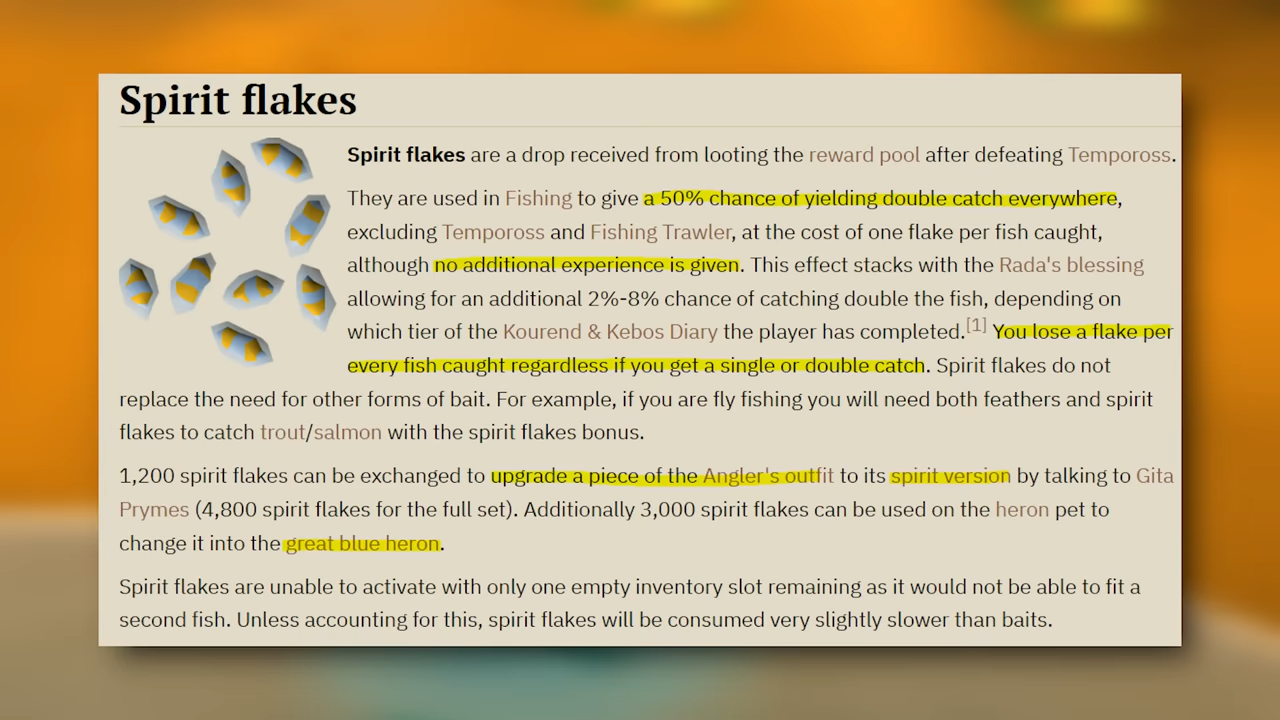 Spirit flakes
Spirit flakes are a drop received from looting the reward pool after defeating Tempoross.
They are used in Fishing to give a 50% chance of yielding double catch everywhere,
excluding Tempoross and Fishing Trawler, at the cost of one flake per fish caught,
although no additional experience is given. This effect stacks with the Rada's blessing
allowing for an additional 2%-8% chance of catching double the fish, depending on
which tier of the Kourend & Kebos Diary the player has completed.[1] You lose a flake per
every fish caught regardless if you get a single or double catch. Spirit flakes do not
replace the need for other forms of bait. For example, if you are fly fishing you will need both feathers and spirit
flakes to catch trout/salmon with the spirit flakes bonus.
1,200 spirit flakes can be exchanged to upgrade a piece of the Angler's outfit to its spirit version by talking to Gita
Prymes (4,800 spirit flakes for the full set). Additionally 3,000 spirit flakes can be used on the heron pet to
change it into the great blue heron.
Spirit flakes are unable to activate with only one empty inventory slot remaining as it would not be able to fit a
second fish. Unless accounting for this, spirit flakes will be consumed very slightly slower than baits.